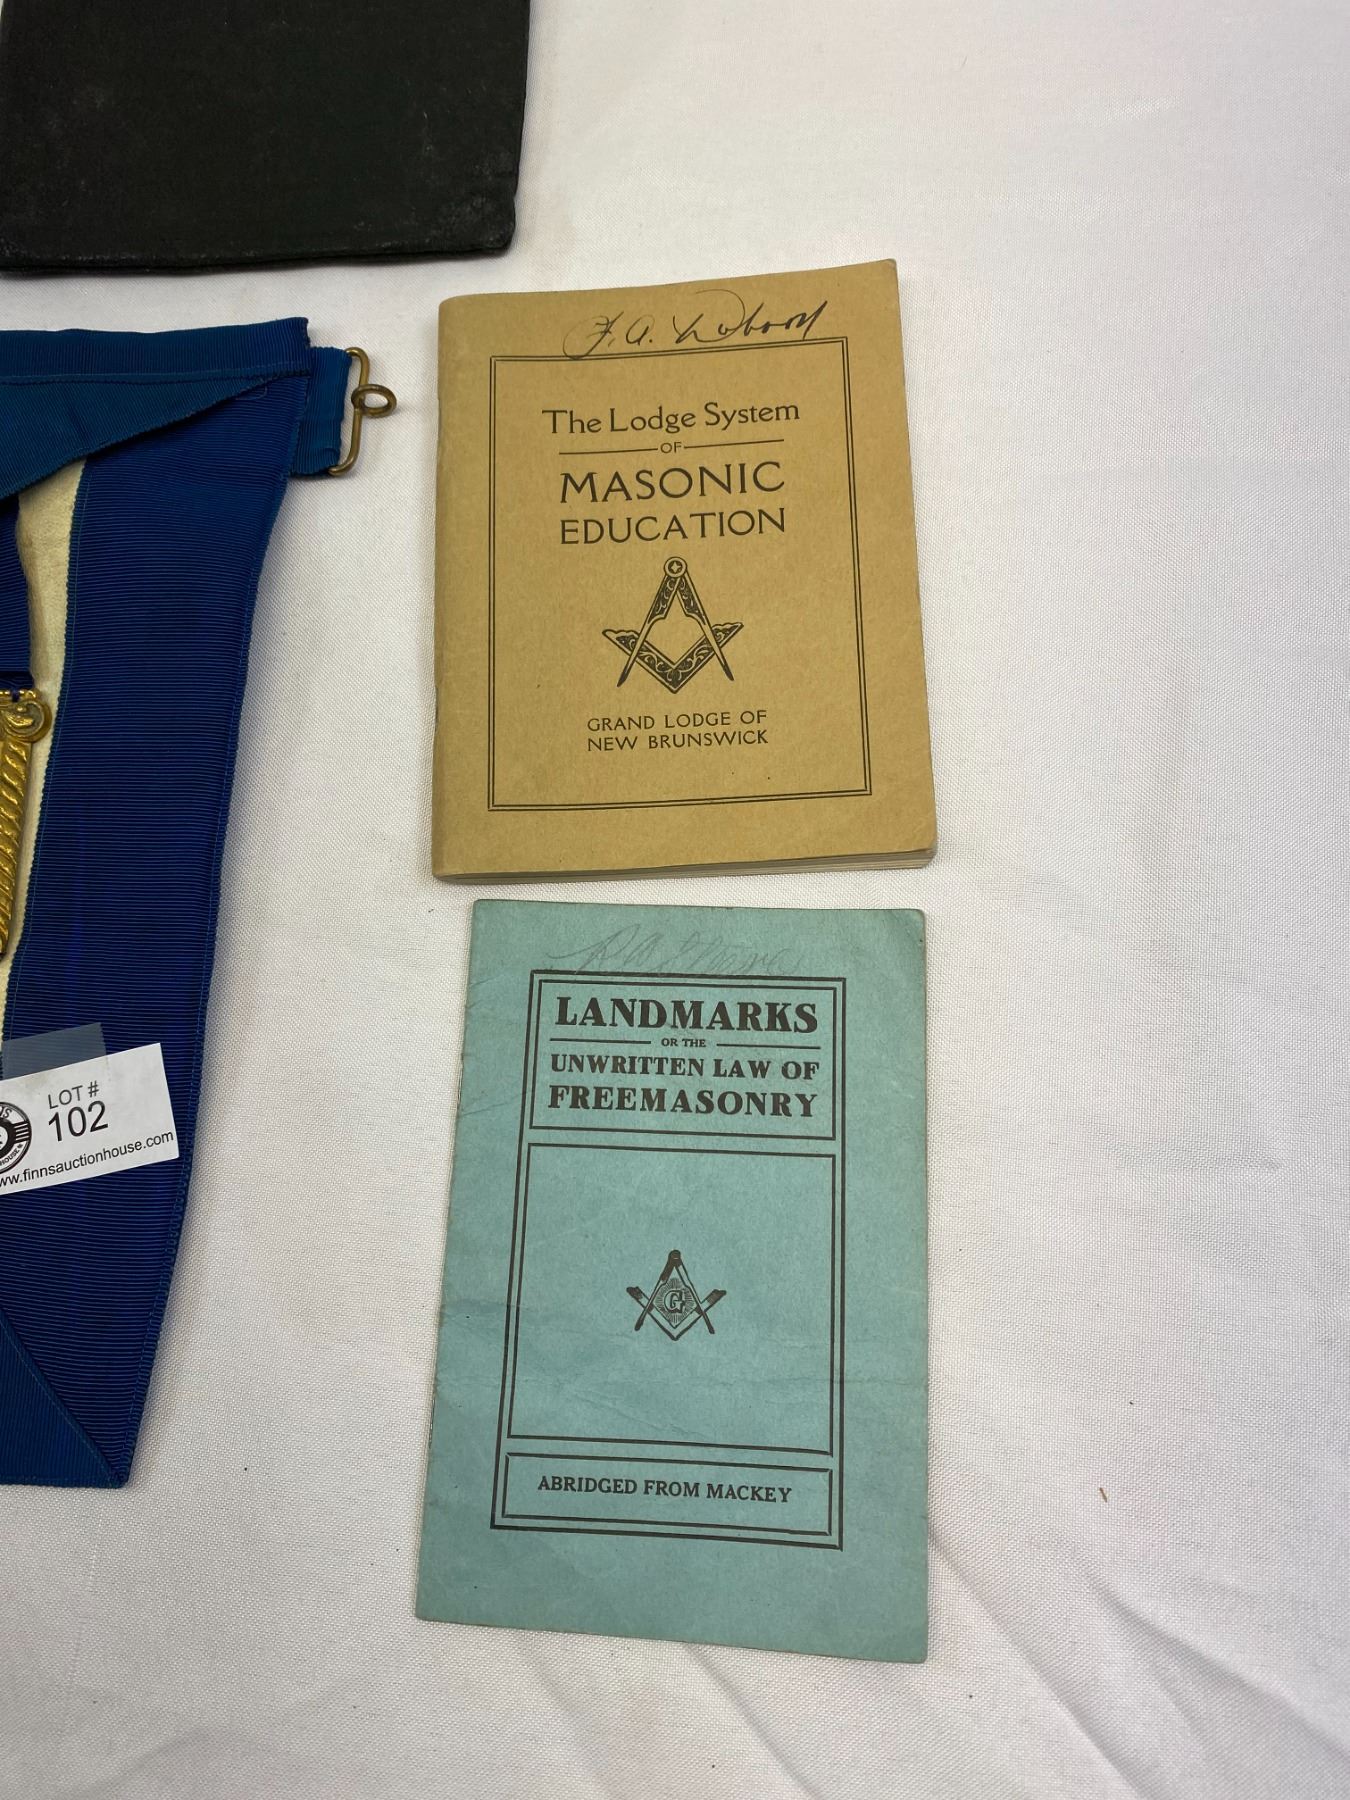 F. A.
The Lodge System
OF
MASONIC
EDUCATION
GRAND LODGE OF
NEW BRUNSWICK
LANDMARKS
OR THE
UNWRITTEN LAW OF
FREEMASONRY
G
ABRIDGED FROM MACKEY
LOT #
102
www.finnsauctionhouse.com